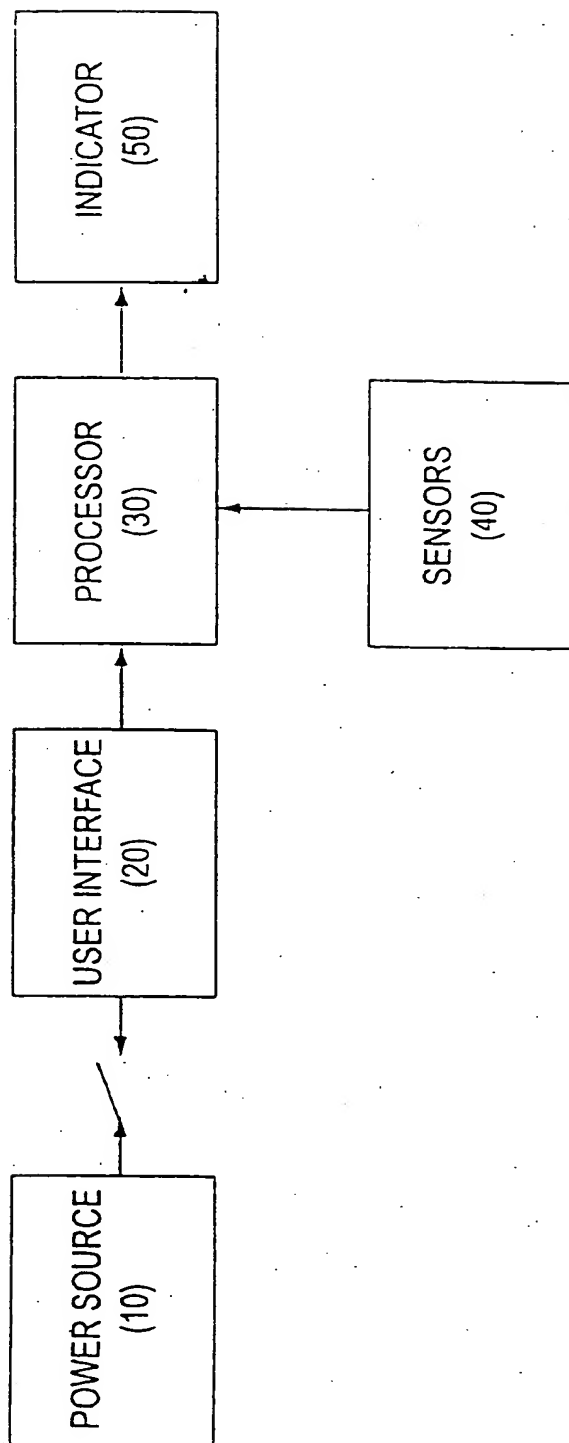 POWER SOURCE
(10)
USER INTERFACE
(20)
PROCESSOR
(30)
INDICATOR
(50)
SENSORS
(40)